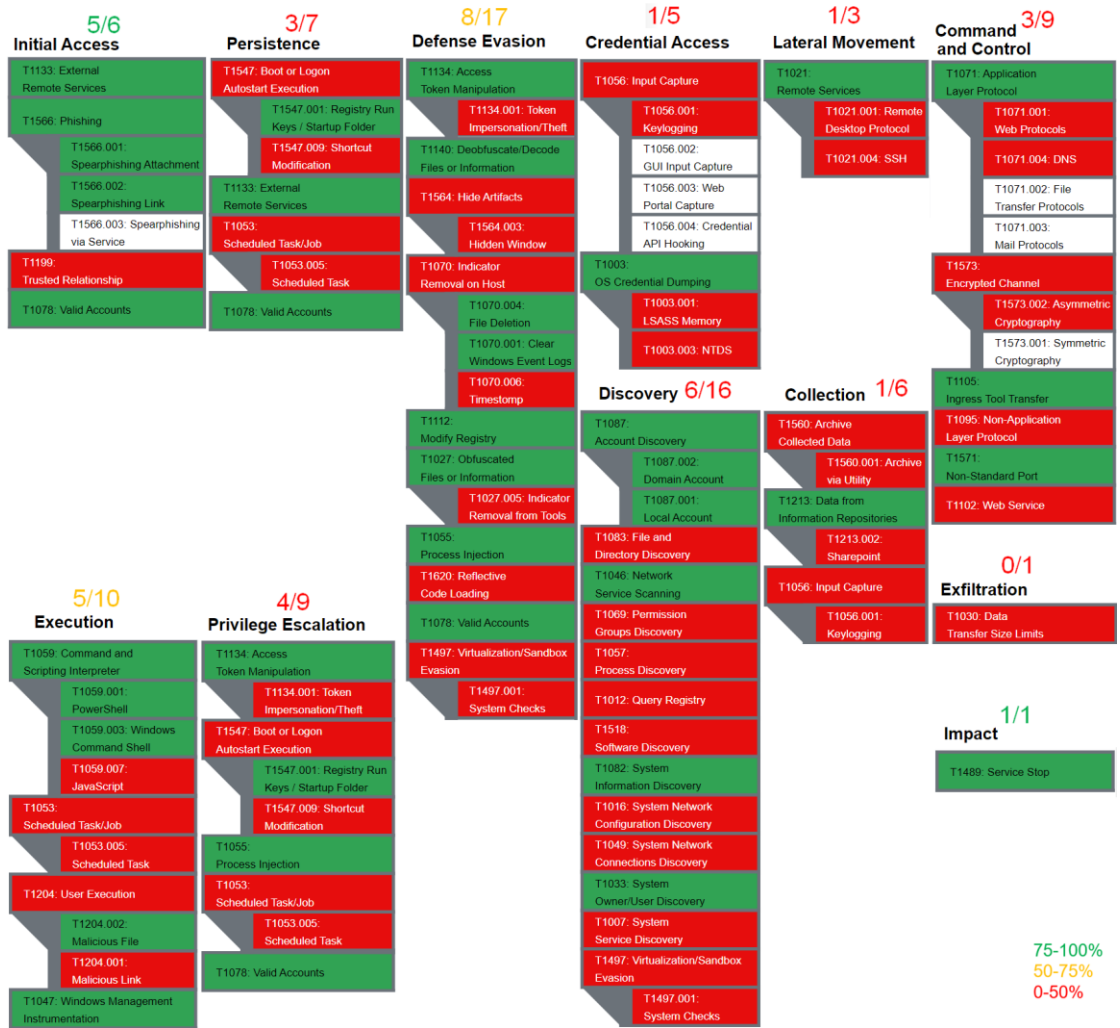 5/6
Initial Access
T1133: External
Remote Services
T1566: Phishing
T1566.001:
Spearphishing Attachment
T1566.002:
Spearphishing Link
T1566.003: Spearphishing
via Service
T1199:
Trusted Relationship
T1078: Valid Accounts
3/7
Persistence
T1547: Boot or Logon
Autostart Execution
T1547.001: Registry Run
Keys / Startup Folder
T1547.009: Shortcut
Modification
T1133: External
Remote Services
T1053:
Scheduled Task/Job
T1053.005:
Scheduled Task
T1078: Valid Accounts
8/17
Defense Evasion
T1134: Access
Token Manipulation
T1134.001: Token
Impersonation/Theft
T1140: Deobfuscate/Decode
Files or Information
T1564: Hide Artifacts
T1564.003:
Hidden Window
T1070: Indicator
Removal on Host
T1070.004:
File Deletion
T1070.001: Clear
Windows Event Logs
T1070.006:
Timestomp
T1112:
Modify Registry
T1027: Obfuscated
Files or Information
T1027.005: Indicator
Removal from Tools
T1055:
Process Injection
T1620: Reflective
Code Loading
T1078: Valid Accounts
T1497: Virtualization/Sandbox
Evasion
T1497.001:
System Checks
1/5
Credential Access
T1056: Input Capture
T1056.001:
Keylogging
T1056.002:
GUI Input Capture
T1056.003: Web
Portal Capture
T1056.004: Credential
API Hooking
T1003:
OS Credential Dumping
T1003.001:
LSASS Memory
T1003.003: NTDS
1/3
Lateral Movement
T1021:
Remote Services
T1021.001: Remote
Desktop Protocol
T1021.004: SSH
3/9
Command
and Control
T1071: Application
Layer Protocol
T1071.001:
Web Protocols
T1071.004: DNS
T1071.002: File
Transfer Protocols
T1071.003:
Mail Protocols
T1573:
Encrypted Channel
T1573.002: Asymmetric
Cryptography
T1573.001: Symmetric
Cryptography
T1105:
Ingress Tool Transfer
T1095: Non-Application
Layer Protocol
T1571:
Non-Standard Port
T1102: Web Service
Discovery 6/16
T1087:
Account Discovery
T1087.002:
Domain Account
T1087.001:
Local Account
T1083: File and
Directory Discovery
T1046: Network
Service Scanning
T1069: Permission
Groups Discovery
T1057:
Process Discovery
T1012: Query Registry
T1518:
Software Discovery
T1082: System
Information Discovery
T1016: System Network
Configuration Discovery
T1049: System Network
Connections Discovery
T1033: System
Owner/User Discovery
T1007: System
Service Discovery
T1497: Virtualization/Sandbox
Evasion
T1497.001:
System Checks
Collection 1/6
T1560: Archive
Collected Data
T1560.001: Archive
via Utility
T1213: Data from
Information Repositories
T1213.002:
Sharepoint
T1056: Input Capture
T1056.001:
Keylogging
0/1
Exfiltration
T1030: Data
Transfer Size Limits
5/10
Execution
T1059: Command and
Scripting Interpreter
T1059.001:
PowerShell
T1059.003: Windows
Command Shell
T1059.007:
JavaScript
T1053:
Scheduled Task/Job
T1053.005:
Scheduled Task
T1204: User Execution
T1204.002:
Malicious File
T1204.001:
Malicious Link
T1047: Windows Management
Instrumentation
4/9
Privilege Escalation
T1134: Access
Token Manipulation
T1134.001: Token
Impersonation/Theft
T1547: Boot or Logon
Autostart Execution
T1547.001: Registry Run
Keys / Startup Folder
T1547.009: Shortcut
Modification
T1055:
Process Injection
T1053:
Scheduled Task/Job
T1053.005:
Scheduled Task
T1078: Valid Accounts
1/1
Impact
T1489: Service Stop
75-100%
50-75%
0-50%